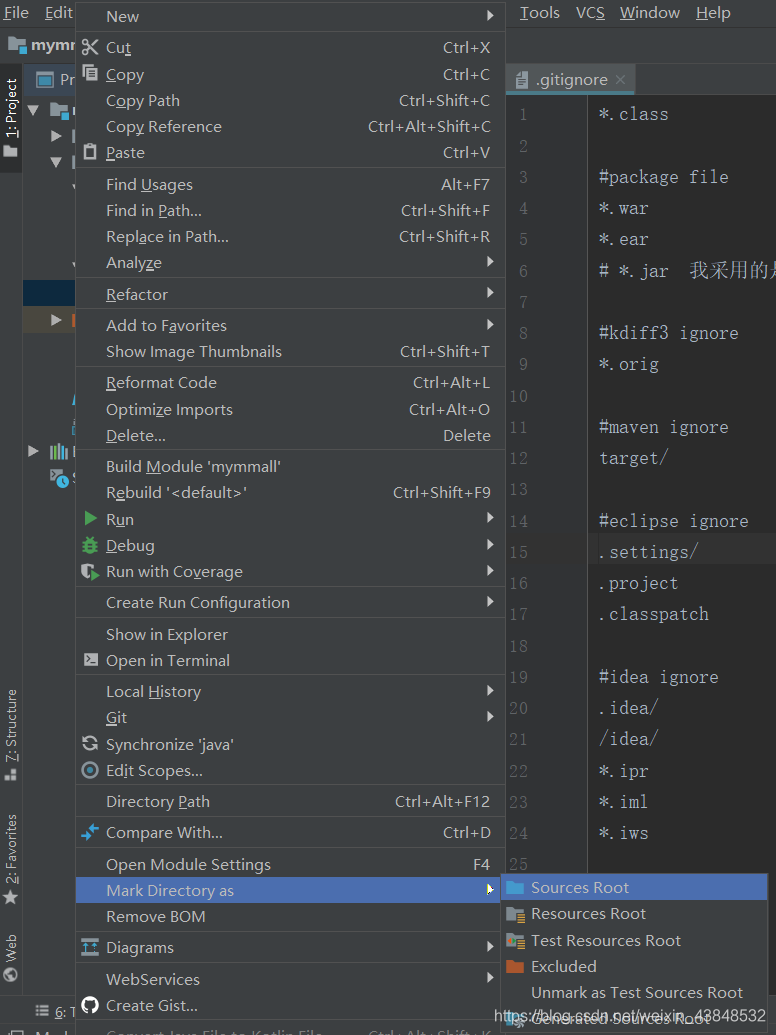 File Edit
Tools VCS Window Help
mymm
1: Project
Pr
7: Structure
2: Favorites
Web
6: T
New
Cut Ctrl+X
Copy Ctrl+C
Copy Path Ctrl+Shift+C
Copy Reference Ctrl+Alt+Shift+C
Paste Ctrl+V
Find Usages Alt+F7
Find in Path... Ctrl+Shift+F
Replace in Path... Ctrl+Shift+R
Analyze
Refactor
Add to Favorites
Show Image Thumbnails Ctrl+Shift+T
Reformat Code Ctrl+Alt+L
Optimize Imports Ctrl+Alt+O
Delete... Delete
Build Module 'mymmall'
Rebuild '<default>' Ctrl+Shift+F9
Run
Debug
Run with Coverage
Create Run Configuration
Show in Explorer
Open in Terminal
Local History
Git
Synchronize 'java'
Edit Scopes...
Directory Path Ctrl+Alt+F12
Compare With... Ctrl+D
Open Module Settings F4
Mark Directory as
Remove BOM
Diagrams
WebServices
Create Gist...
Convert Java File to Kotlin File Ctrl+Alt+Shift+K
.gitignore
1 *.class
2
3 #package file
4 *.war
5 *.ear
6 # *.jar 我采用的是
7
8 #kdiff3 ignore
9 *.orig
10
11 #maven ignore
12 target/
13
14 #eclipse ignore
15 .settings/
16 .project
17 .classpatch
18
19 #idea ignore
20 .idea/
21 /idea/
22 *.ipr
23 *.iml
24 *.iws
25
Sources Root
Resources Root
Test Resources Root
Excluded
Unmark as Test Sources Root
Generated Sources Root
https://blog.csdn.net/weixin_43848532